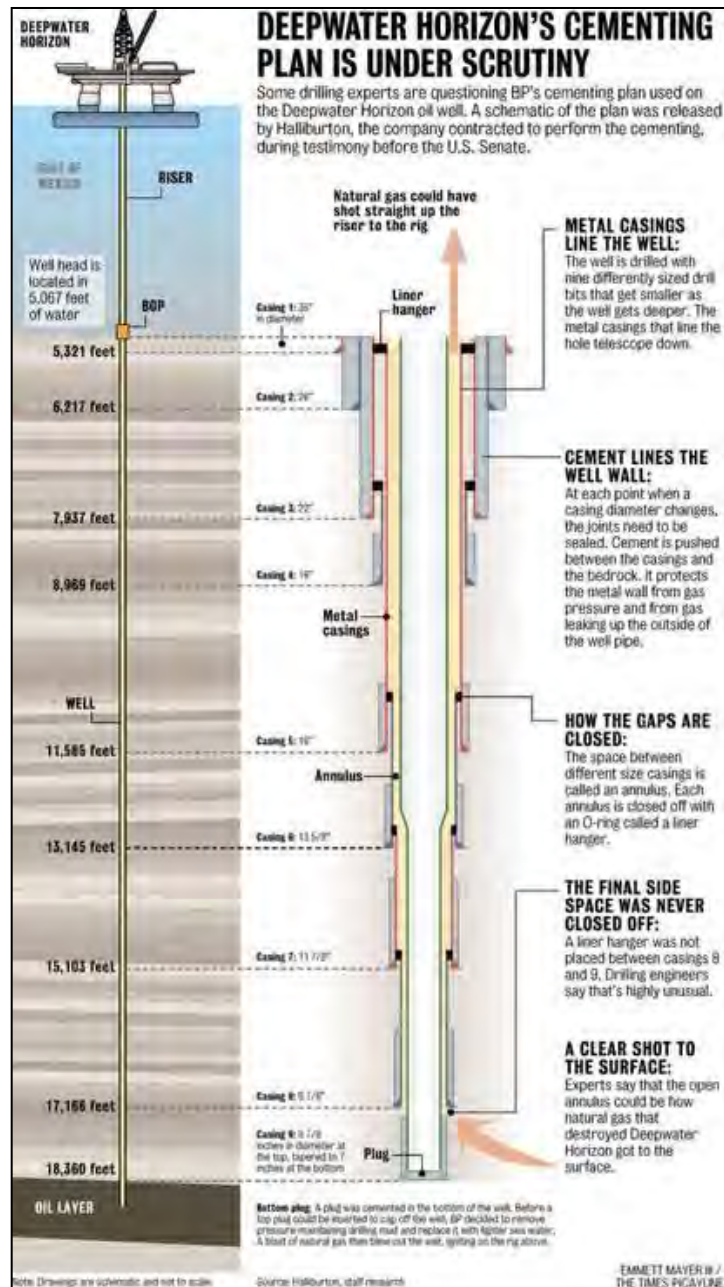 DEEPWATER
HORIZON
DEEPWATER HORIZON'S CEMENTING
PLAN IS UNDER SCRUTINY
Some drilling experts are questioning BP's cementing plan used on
the Deepwater Horizon oil well. A schematic of the plan was released
by Halliburton, the company contracted to perform the cementing,
during testimony before the U.S. Senate.
GULF OF
MEXICO
RISER
Well head is
located in
5,067 feet
of water
BOP
5,321 feet
6,217 feet
7,937 feet
8,969 feet
WELL
11,585 feet
13,145 feet
15,103 feet
17,166 feet
18,360 feet
OIL LAYER
Natural gas could have
shot straight up the
riser to the rig
Liner
hanger
Casing 1:
in diameter
Casing 2:
Casing 3: 22"
Casing 4:
Metal
casings
Casing 5:
Annulus
Casing 6: 13 5/8"
Casing 7: 11 7/8"
Casing 8:
Casing 9: 9 7/8
inches in diameter at
the top, tapered to 7
inches at the bottom
Plug
Bottom plug: A plug was cemented in the bottom of the well. Before a
top plug could be inserted to cap off the well, BP decided to remove
pressure maintaining drilling mud and replace it with lighter sea water.
A blast of natural gas then blew out the well, igniting on the rig above.
METAL CASINGS
LINE THE WELL:
The well is drilled with
nine differently sized drill
bits that get smaller as
the well gets deeper. The
metal casings that line the
hole telescope down.
CEMENT LINES THE
WELL WALL:
At each point when a
casing diameter changes,
the joints need to be
sealed. Cement is pushed
between the casings and
the bedrock. It protects
the metal wall from gas
pressure and from gas
leaking up the outside of
the well pipe.
HOW THE GAPS ARE
CLOSED:
The space between
different size casings is
called an annulus. Each
annulus is closed off with
an O-ring called a liner
hanger.
THE FINAL SIDE
SPACE WAS NEVER
CLOSED OFF:
A liner hanger was not
placed between casings 8
and 9. Drilling engineers
say that's highly unusual.
A CLEAR SHOT TO
THE SURFACE:
Experts say that the open
annulus could be how
natural gas that
destroyed Deepwater
Horizon got to the
surface.
Note: Drawings are schematic and not to scale
Source: Halliburton, staff research
EMMETT MAYER III /
THE TIMES-PICAYUNE